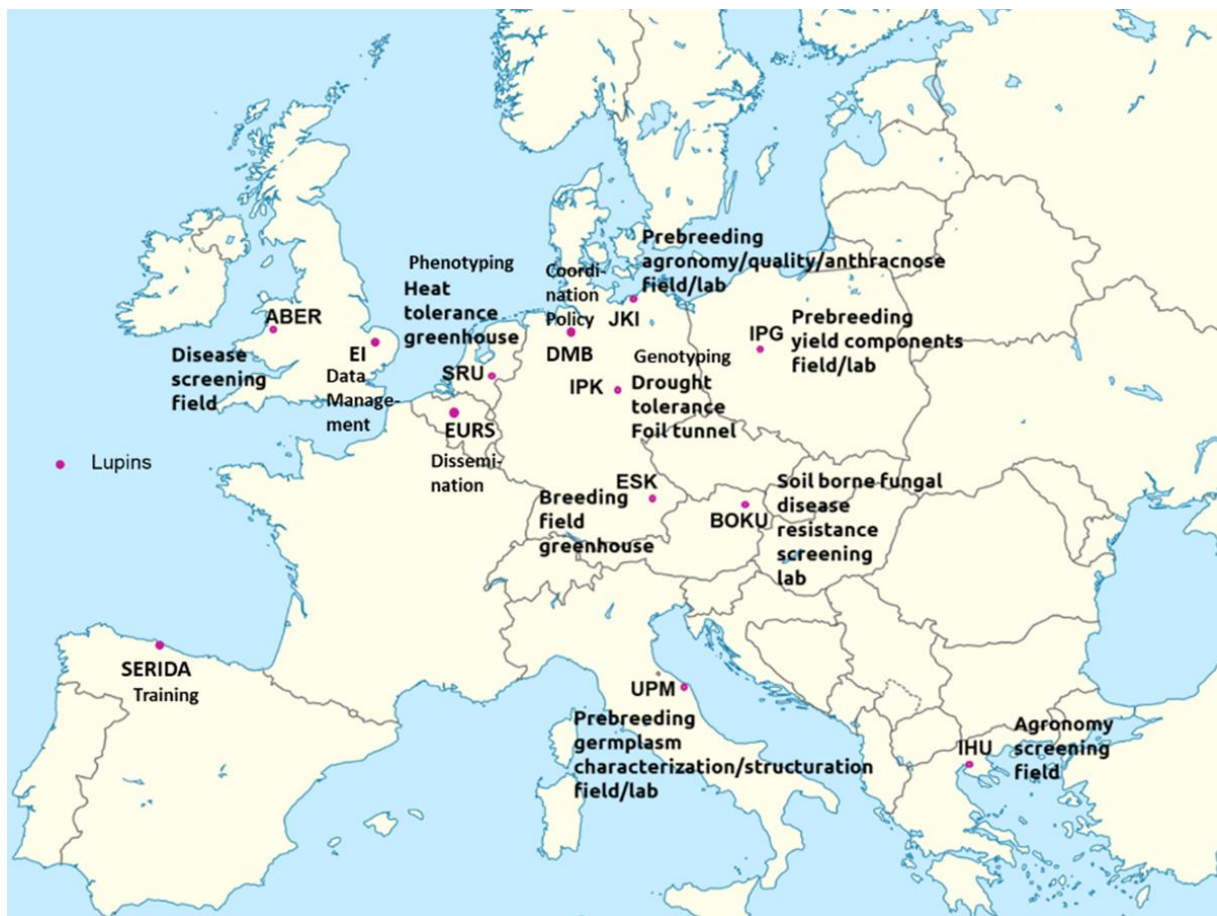 Prebreeding
agronomy/quality/anthracnose
field/lab
JKI
Phenotyping
Heat
tolerance
greenhouse
SRU
Coordi-
nation
Policy
DMB
ABER
Disease
screening
field
EI
Data
Manage-
ment
IPG
Prebreeding
yield components
field/lab
Genotyping
IPK
Drought
tolerance
Foil tunnel
EURS
Dissemi-
nation
Lupins
ESK
Breeding
field
greenhouse
BOKU
Soil borne fungal
disease
resistance
screening
lab
SERIDA
Training
UPM
Prebreeding
germplasm
characterization/structuration
field/lab
IHU
Agronomy
screening
field